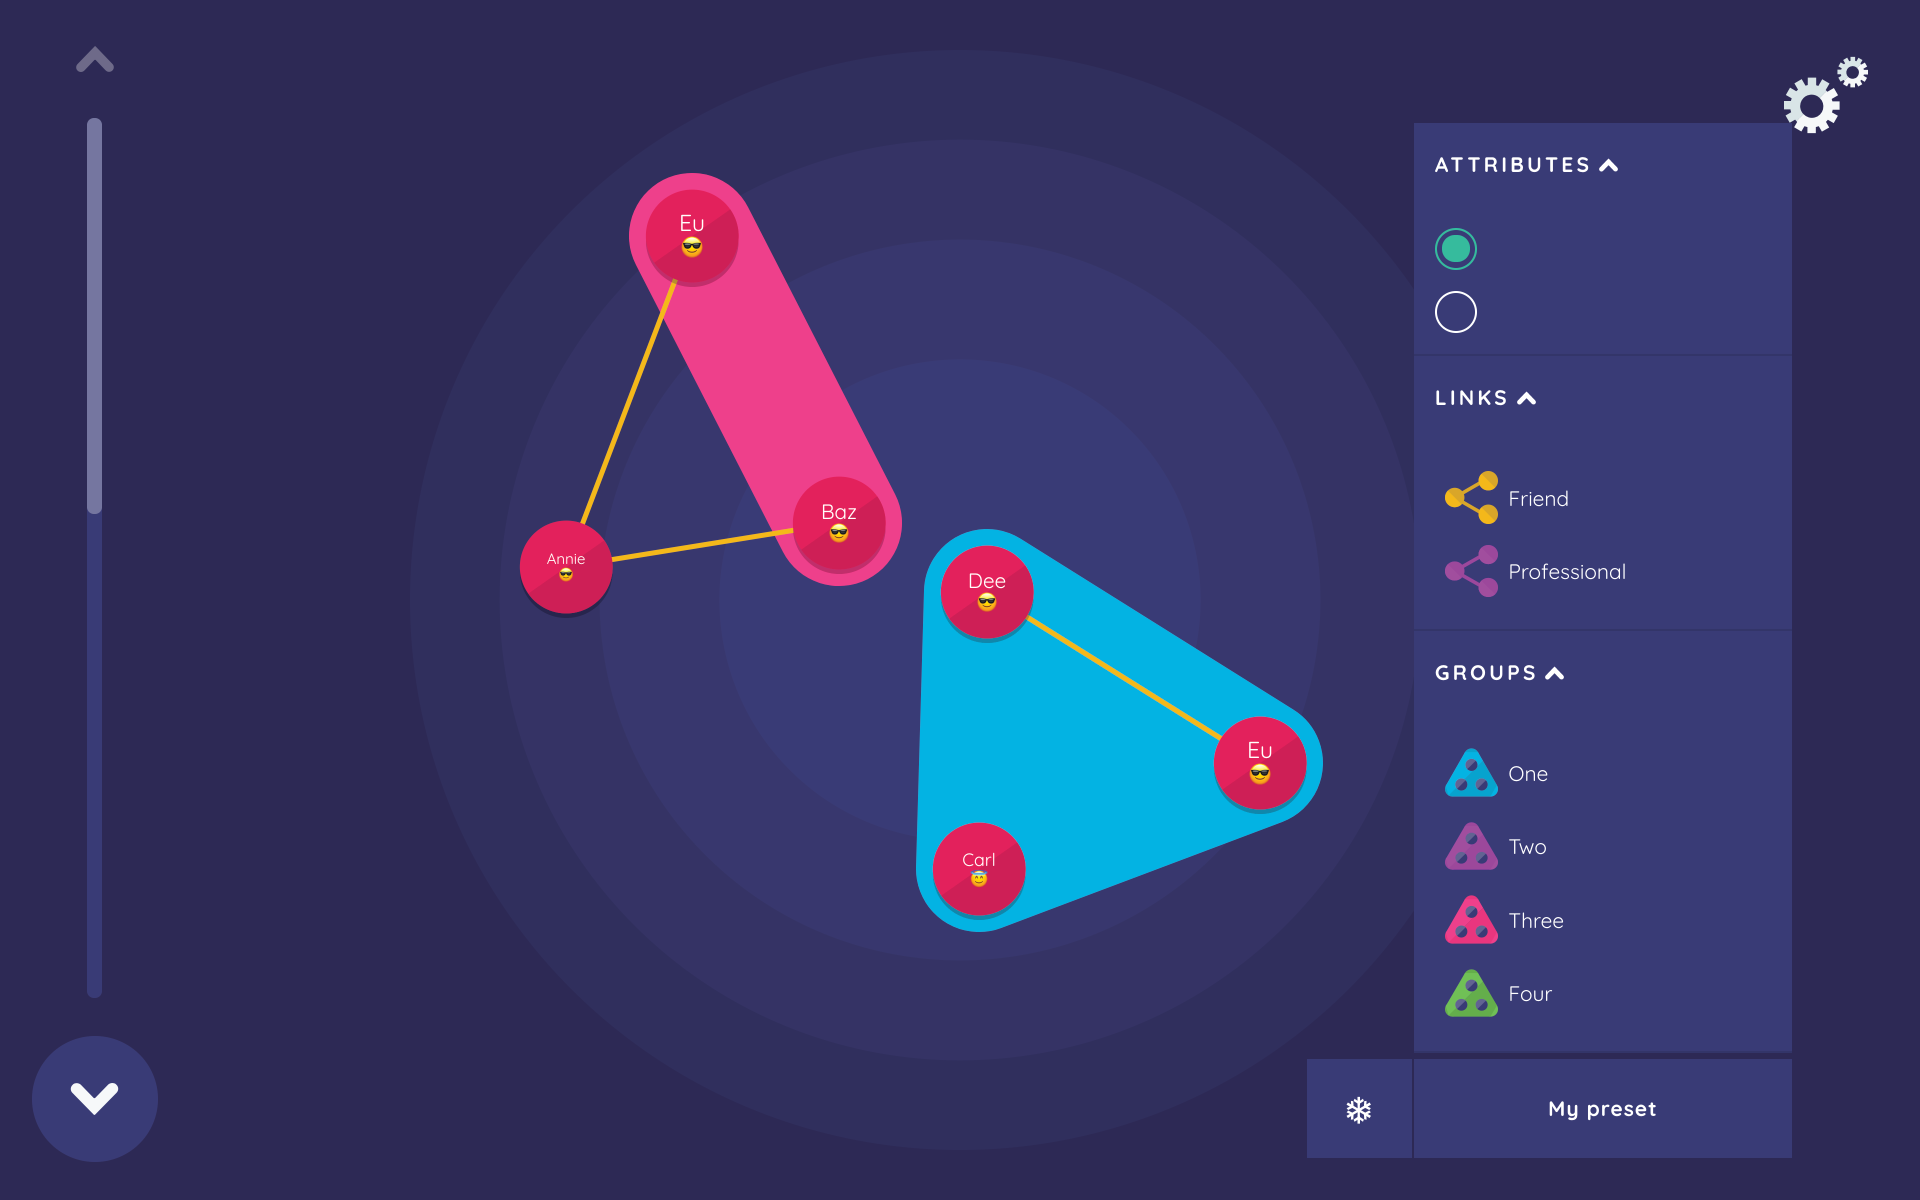 Eu
Baz
Annie
Dee
Eu
Carl
ATTRIBUTES
LINKS
Friend
Professional
GROUPS
One
Two
Three
Four
My preset